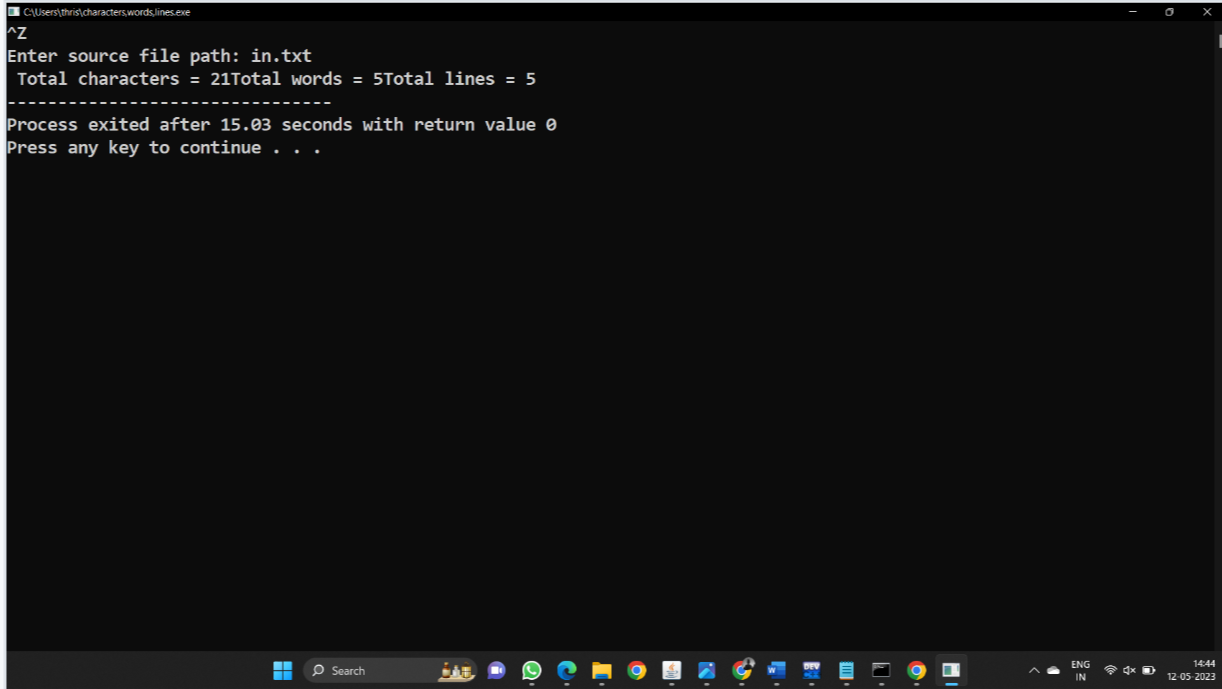 C:\Users\thris\characters,words,lines.exe
^Z
Enter source file path: in.txt
 Total characters = 21Total words = 5Total lines = 5
--------------------------------
Process exited after 15.03 seconds with return value 0
Press any key to continue . . .
Search
W
DEV
ENG
IN
14:44
12-05-2023